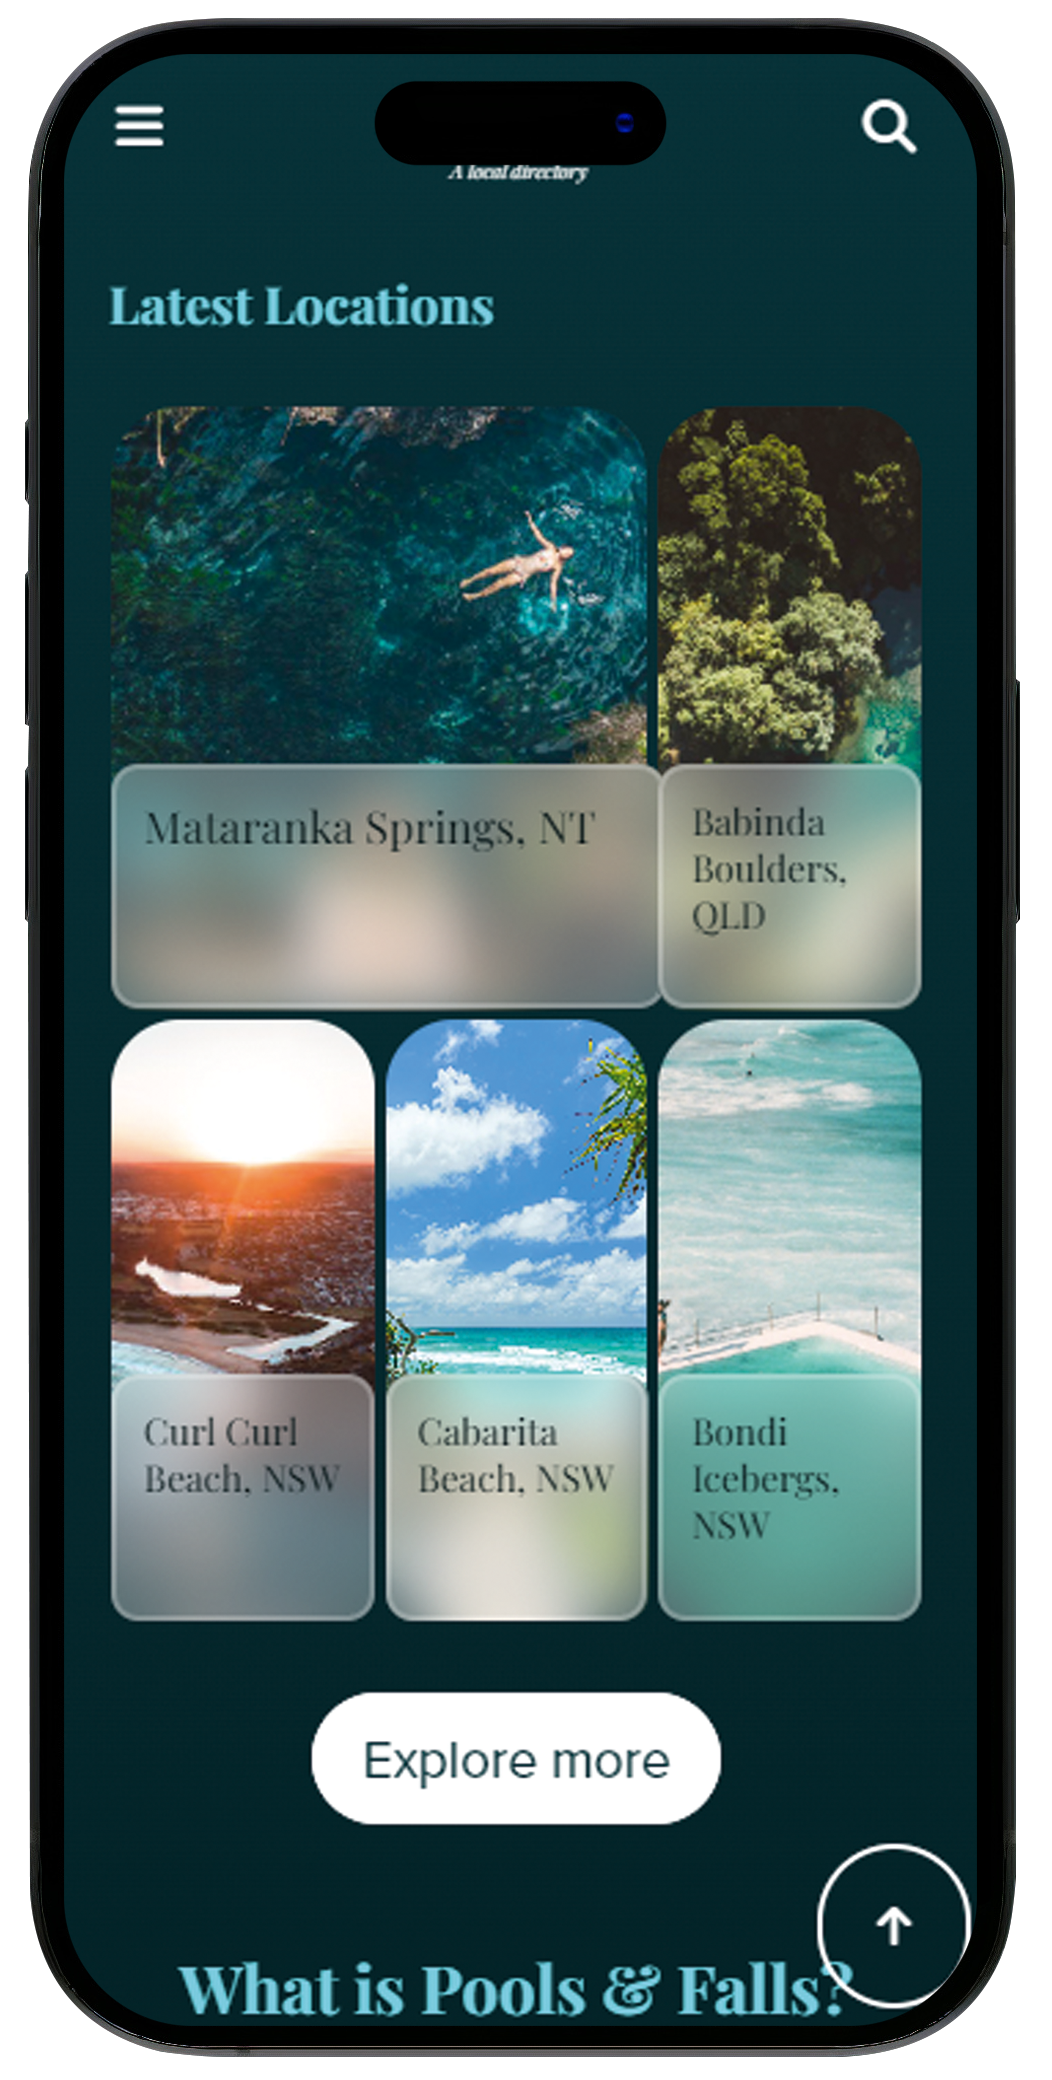 A local directory
Latest Locations
Mataranka Springs, NT
Babinda
Boulders,
QLD
Curl Curl
Beach, NSW
Cabarita
Beach, NSW
Bondi
Icebergs,
NSW
Explore more
What is Pools & Falls?